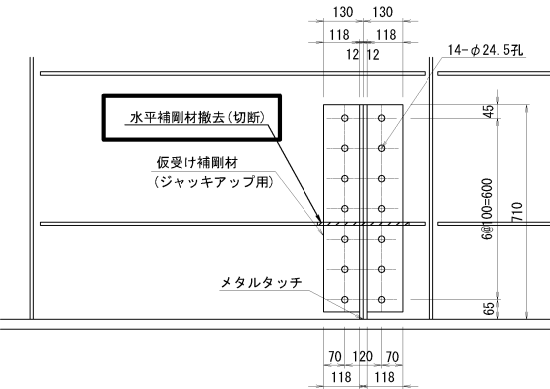 130 130
118 118
12 12
14-φ24.5孔
水平補剛材撤去(切断)
45
仮受け補剛材
(ジャッキアップ用)
6@100=600
710
メタルタッチ
65
70 120 70
118 118